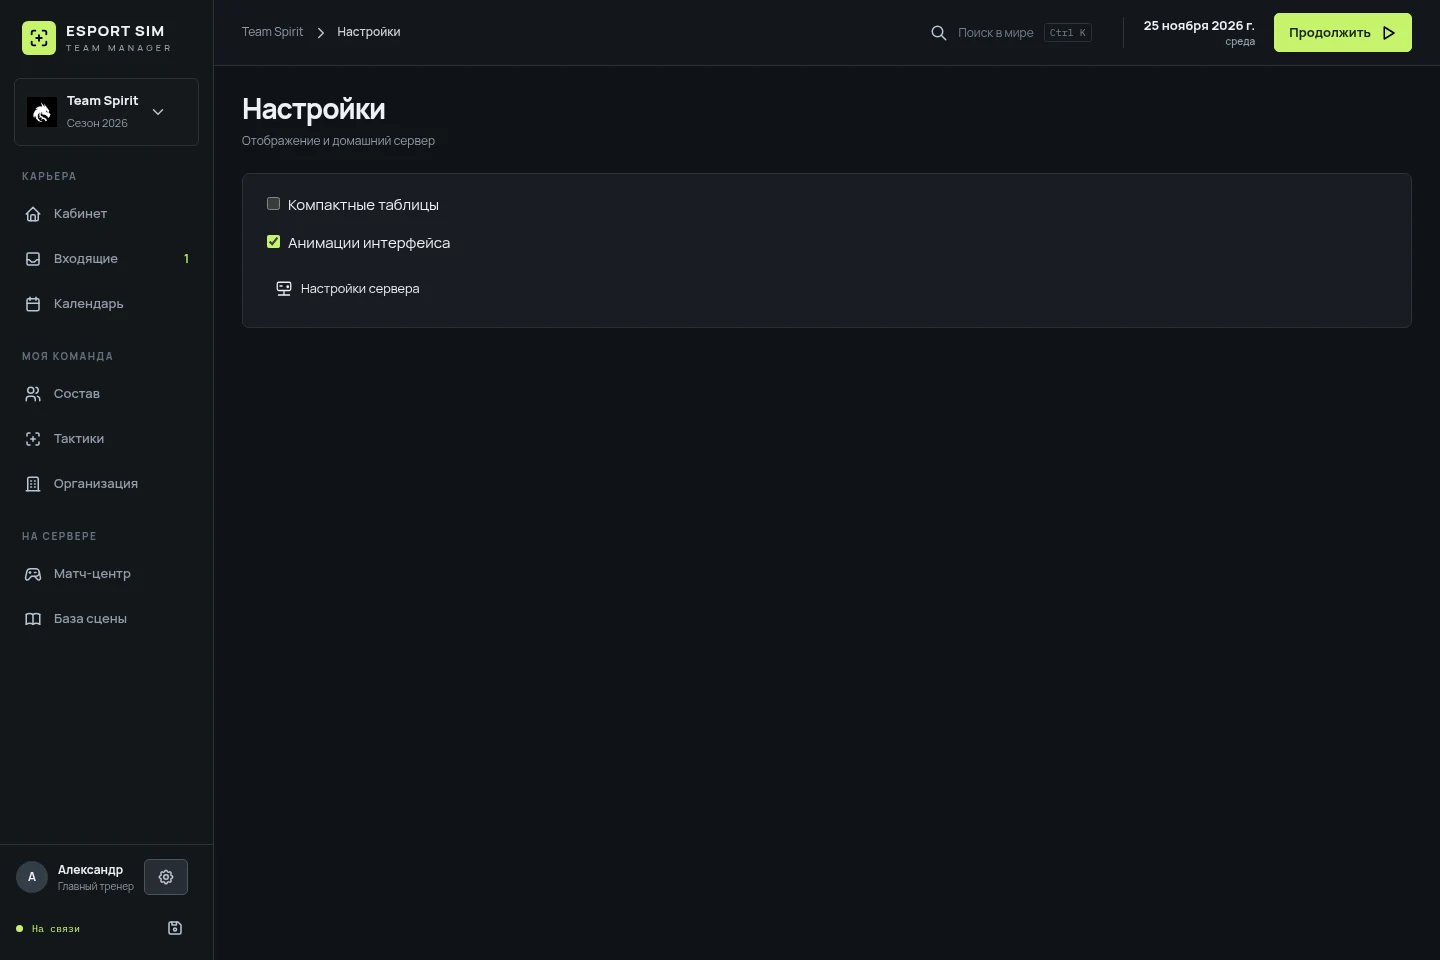 ESPORT SIM
TEAM MANAGER
Team Spirit
Сезон 2026
КАРЬЕРА
Кабинет
Входящие 1
Календарь
МОЯ КОМАНДА
Состав
Тактики
Организация
НА СЕРВЕРЕ
Матч-центр
База сцены
А
Александр
Главный тренер
На связи
Team Spirit > Настройки
Поиск в мире Ctrl K
25 ноября 2026 г.
среда
Продолжить
Настройки
Отображение и домашний сервер
Компактные таблицы
Анимации интерфейса
Настройки сервера